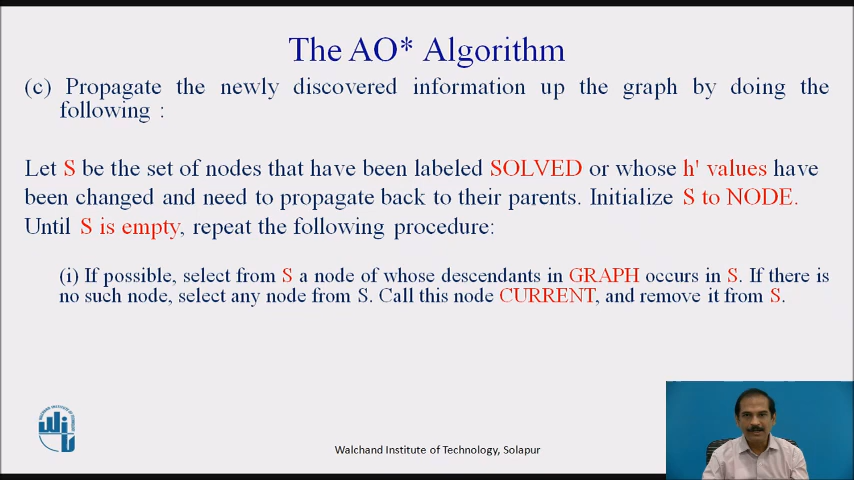 The AO* Algorithm
(c) Propagate the newly discovered information up the graph by doing the
following :
Let S be the set of nodes that have been labeled SOLVED or whose h' values have
been changed and need to propagate back to their parents. Initialize S to NODE.
Until S is empty, repeat the following procedure:
(i) If possible, select from S a node of whose descendants in GRAPH occurs in S. If there is
no such node, select any node from S. Call this node CURRENT, and remove it from S.
Walchand Institute of Technology, Solapur